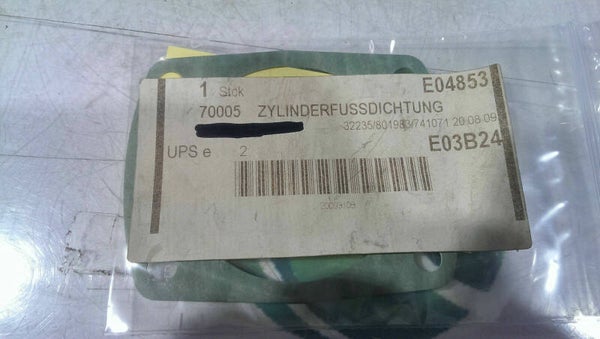 1 Stck E04853
70005 ZYLINDERFUSSDICHTUNG
32235/801983/741071 29.08.09
E03B24
UPS e 2